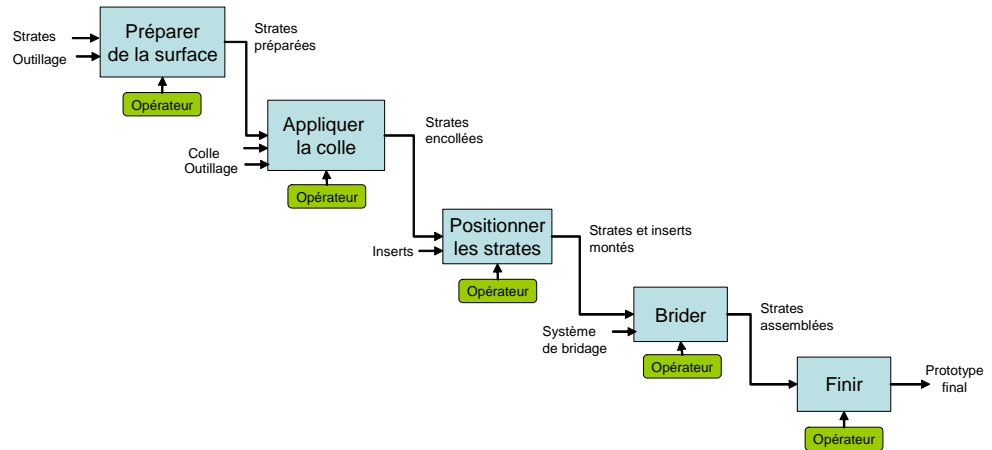 Préparer
de la surface
Strates
Outillage
Strates
préparées
Opérateur
Appliquer
la colle
Colle
Outillage
Strates
encollées
Opérateur
Positionner
les strates
Inserts
Strates et inserts
montés
Opérateur
Brider
Système
de bridage
Strates
assemblées
Opérateur
Finir
Prototype
final
Opérateur